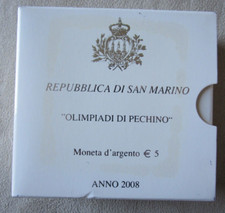 REPUBBLICA DI SAN MARINO
"OLIMPIADI DI PECHINO"
Moneta d'argento € 5
ANNO 2008